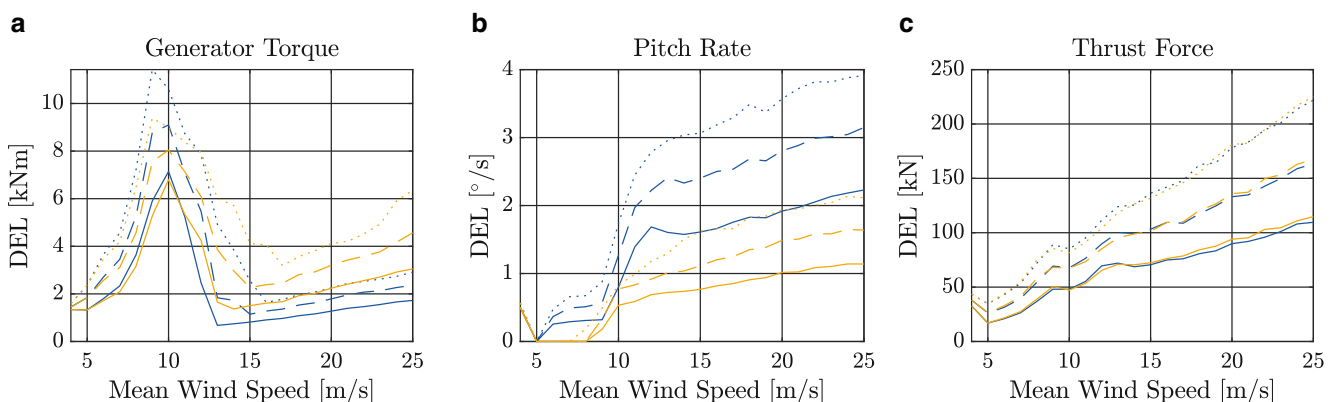 a
Generator Torque
DEL [kNm]
0
2
4
6
8
10
5 10 15 20 25
Mean Wind Speed [m/s]
b
Pitch Rate
DEL [°/s]
0
1
2
3
4
5 10 15 20 25
Mean Wind Speed [m/s]
c
Thrust Force
DEL [kN]
0
50
100
150
200
250
5 10 15 20 25
Mean Wind Speed [m/s]